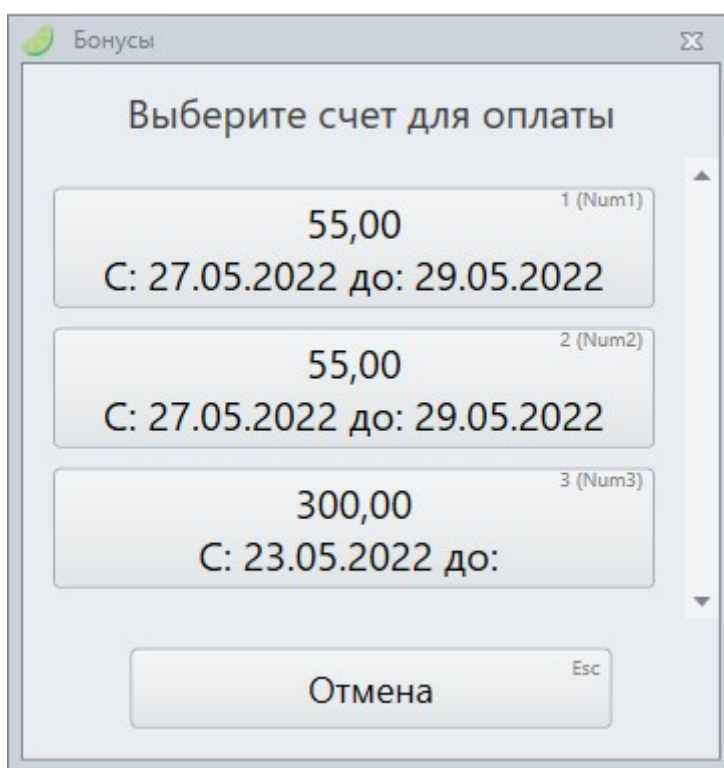 Бонусы
Выберите счет для оплаты
1 (Num1)
55,00
С: 27.05.2022 до: 29.05.2022
2 (Num2)
55,00
С: 27.05.2022 до: 29.05.2022
3 (Num3)
300,00
С: 23.05.2022 до:
Esc
Отмена